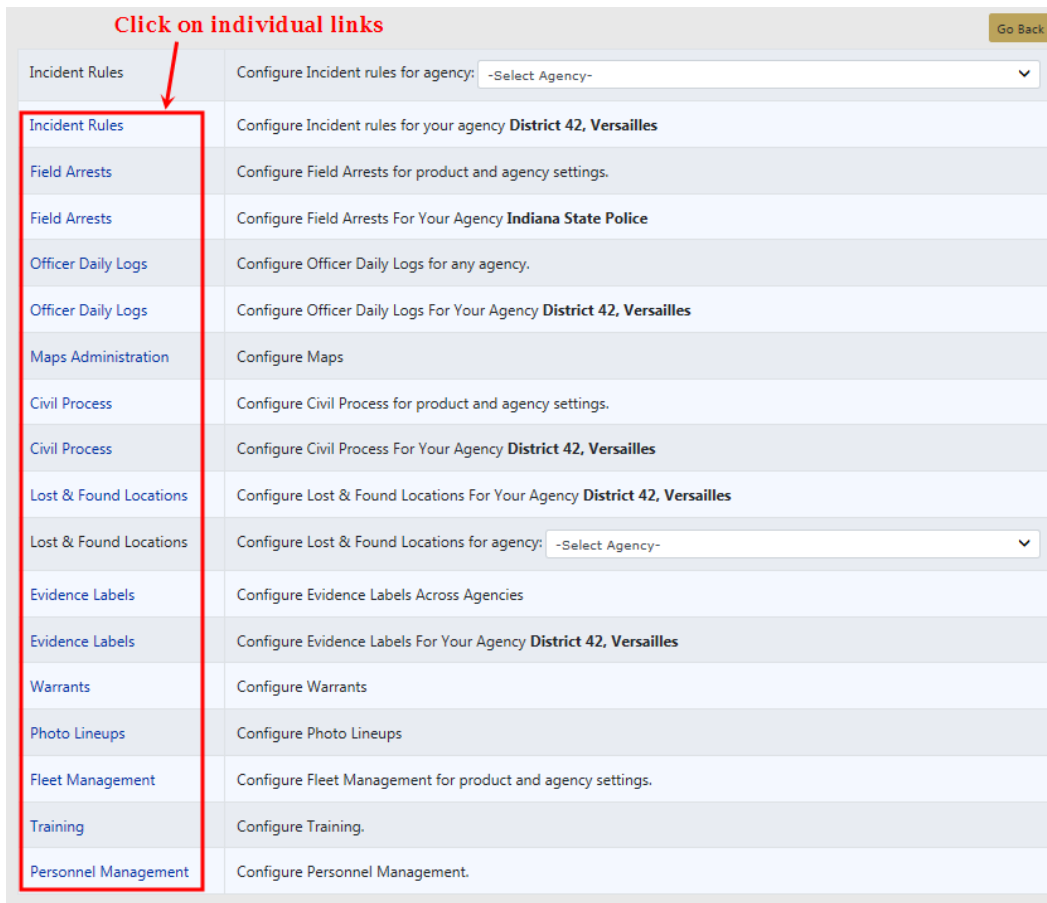 Click on individual links
Go Back
Incident Rules Configure Incident rules for agency: -Select Agency-
Incident Rules Configure Incident rules for your agency District 42, Versailles
Field Arrests Configure Field Arrests for product and agency settings.
Field Arrests Configure Field Arrests For Your Agency Indiana State Police
Officer Daily Logs Configure Officer Daily Logs for any agency.
Officer Daily Logs Configure Officer Daily Logs For Your Agency District 42, Versailles
Maps Administration Configure Maps
Civil Process Configure Civil Process for product and agency settings.
Civil Process Configure Civil Process For Your Agency District 42, Versailles
Lost & Found Locations Configure Lost & Found Locations For Your Agency District 42, Versailles
Lost & Found Locations Configure Lost & Found Locations for agency: -Select Agency-
Evidence Labels Configure Evidence Labels Across Agencies
Evidence Labels Configure Evidence Labels For Your Agency District 42, Versailles
Warrants Configure Warrants
Photo Lineups Configure Photo Lineups
Fleet Management Configure Fleet Management for product and agency settings.
Training Configure Training.
Personnel Management Configure Personnel Management.